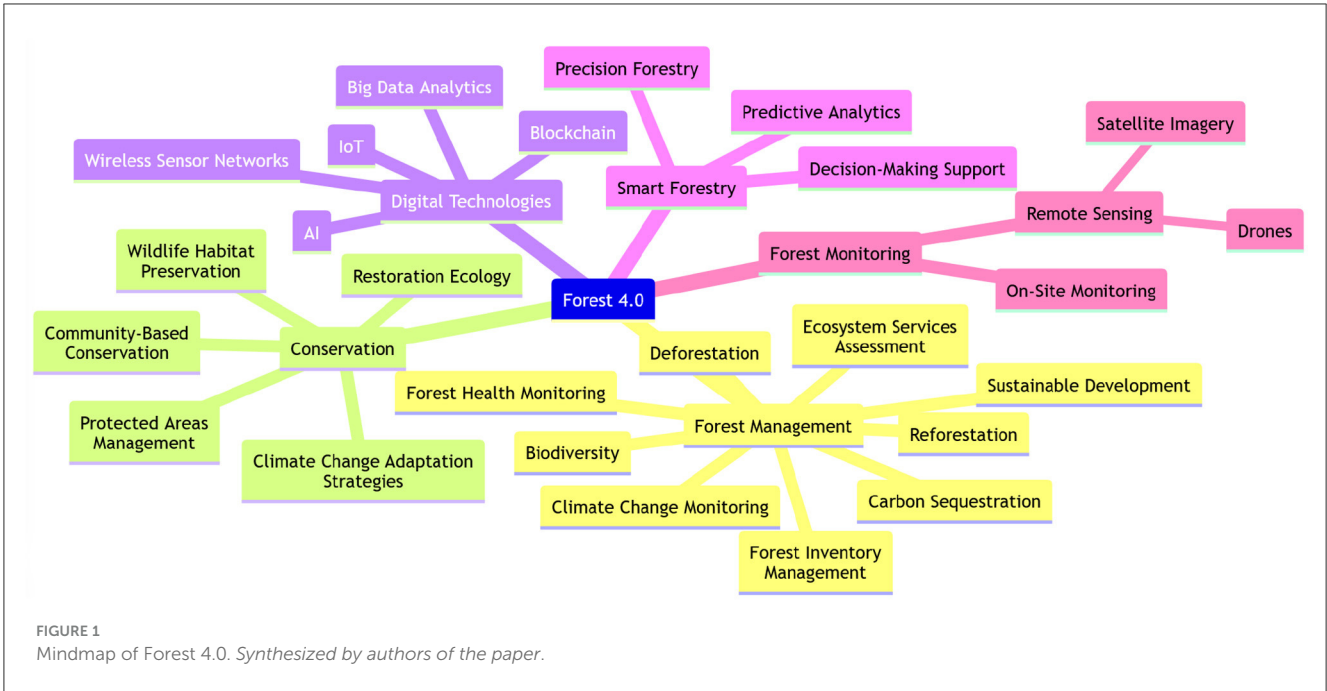 Precision Forestry
Big Data Analytics
Predictive Analytics
Satellite Imagery
IoT
Blockchain
Wireless Sensor Networks
Decision-Making Support
Digital Technologies
Smart Forestry
Remote Sensing
AI
Drones
Wildlife Habitat
Preservation
Forest Monitoring
Restoration Ecology
On-Site Monitoring
Forest 4.0
Community-Based
Conservation
Conservation
Deforestation
Ecosystem Services
Assessment
Forest Health Monitoring
Sustainable Development
Protected Areas
Management
Forest Management
Reforestation
Biodiversity
Climate Change Adaptation
Strategies
Climate Change Monitoring
Carbon Sequestration
Forest Inventory
Management
FIGURE 1
Mindmap of Forest 4.0. Synthesized by authors of the paper.